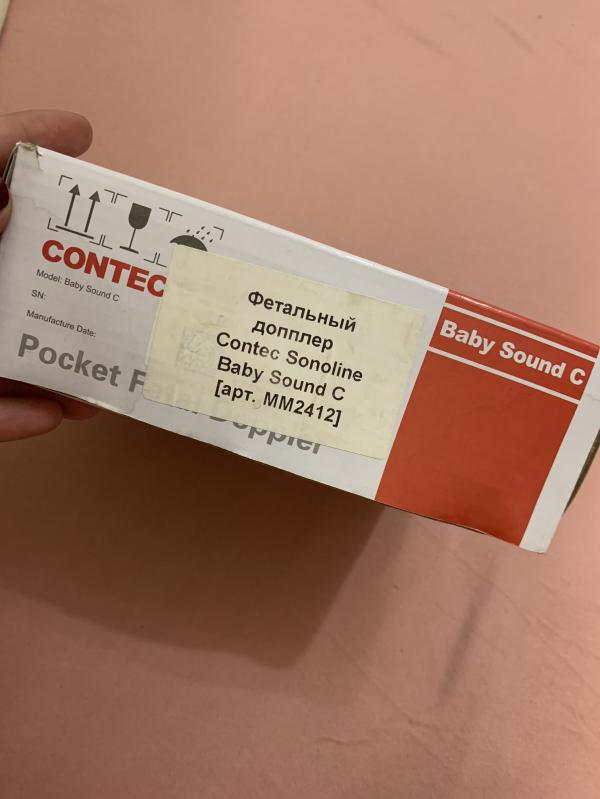 CONTEC
Model: Baby Sound C
SN:
Manufacture Date:
Pocket Fetal Doppler
Фетальный
допплер
Contec Sonoline
Baby Sound C
[арт. MM2412]
Baby Sound C